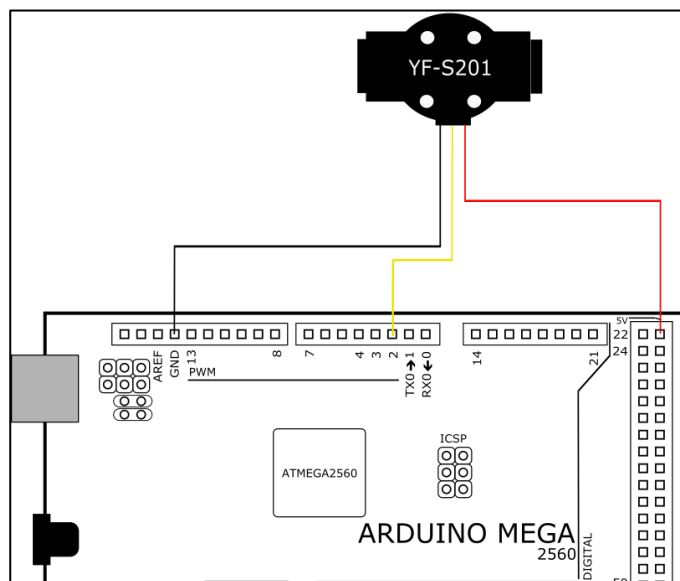 YF-S201
5V
22
24
AREF
GND
13
8
7
4
3
2
TX0→1
RX0←0
14
21
PWM
ICSP
ATMEGA2560
ARDUINO MEGA
2560
DIGITAL